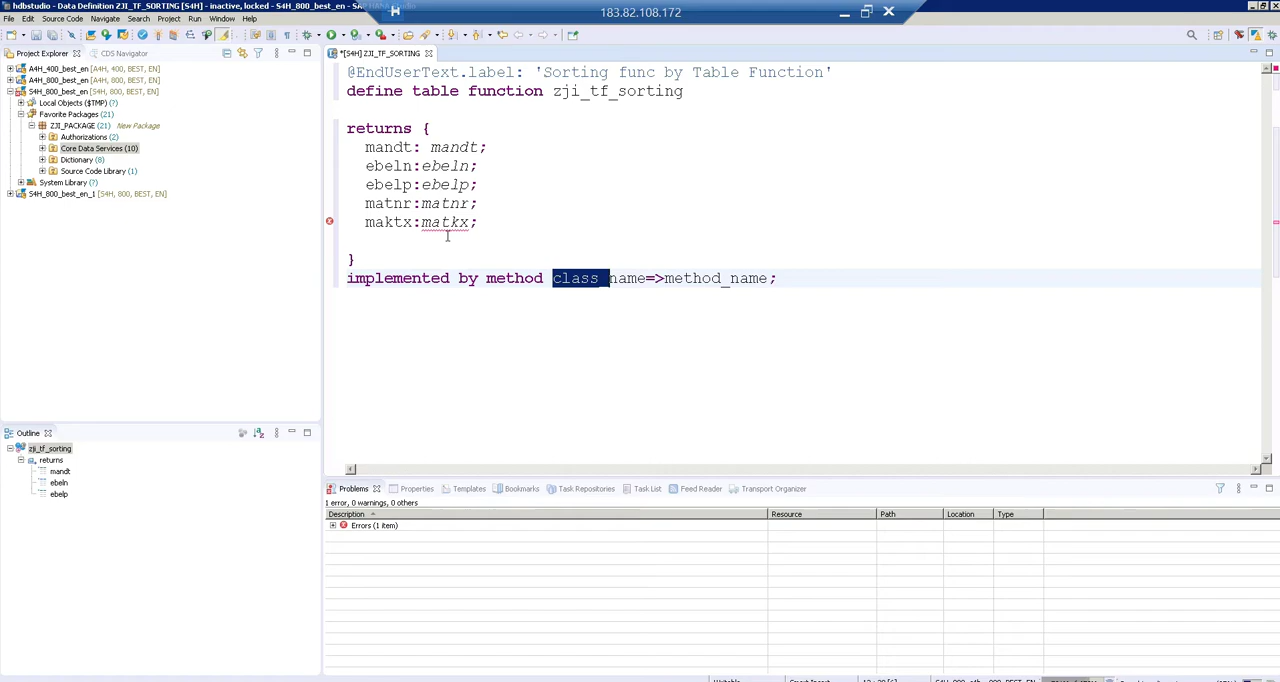 hdbstudio - Data Definition ZJI_TF_SORTING [S4H] - inactive, locked - S4H_800_best_en -
183.82.108.172
File Edit Source Code Navigate Search Project Run Window Help
Project Explorer CDS Navigator
*[S4H] ZJI_TF_SORTING
A4H_400_best_en [A4H, 400, BEST, EN]
A4H_800_best_en [A4H, 800, BEST, EN]
S4H_800_best_en [S4H, 800, BEST, EN]
Local Objects ($TMP) (?)
Favorite Packages (21)
ZJI_PACKAGE (21) New Package
Authorizations (2)
Core Data Services (10)
Dictionary (8)
Source Code Library (1)
System Library (?)
S4H_800_best_en_1 [S4H, 800, BEST, EN]
@EndUserText.label: 'Sorting func by Table Function'
define table function zji_tf_sorting
returns {
mandt: mandt;
ebeln:ebeln;
ebelp:ebelp;
matnr:matnr;
maktx:matkx;
}
implemented by method class_name=>method_name;
Outline
zji_tf_sorting
returns
mandt
ebeln
ebelp
Problems Properties Templates Bookmarks Task Repositories Task List Feed Reader Transport Organizer
1 error, 0 warnings, 0 others
Description Resource Path Location Type
Errors (1 item)